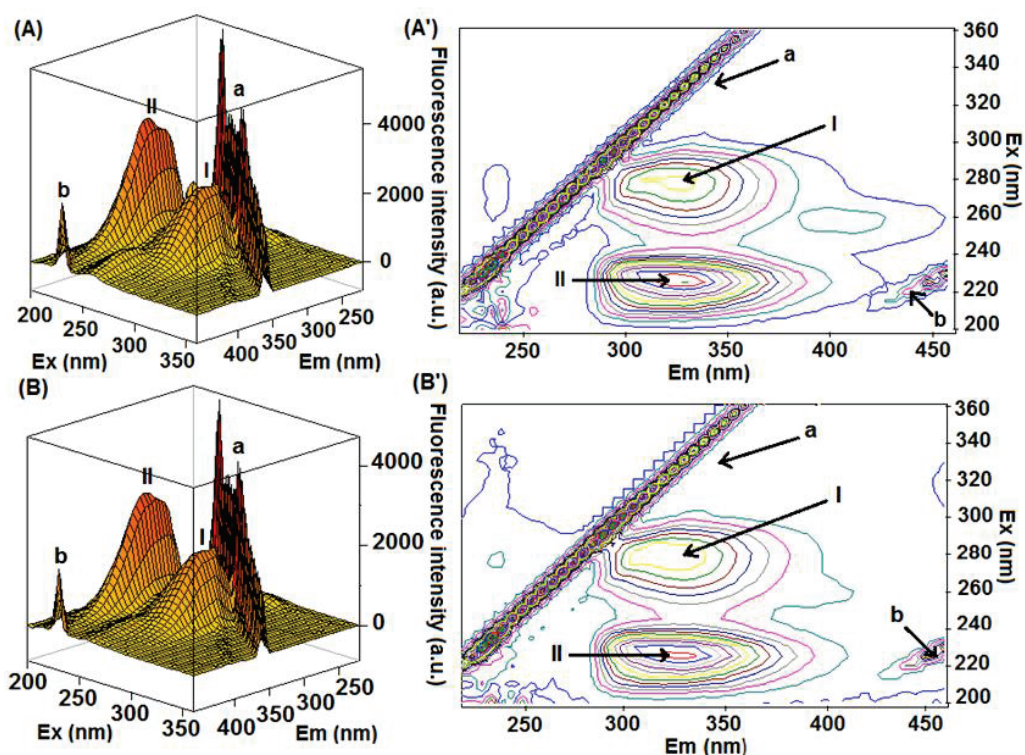 (A)
Fluorescence intensity (a.u.)
4000
2000
0
II
a
I
b
200
250
300
350
Ex (nm)
400
350
300
250
Em (nm)
(A')
a
I
II
b
360
340
320
300
280
260
240
220
200
Ex (nm)
250
300
350
400
450
Em (nm)
(B)
Fluorescence intensity (a.u.)
4000
2000
0
II
a
I
b
200
250
300
350
Ex (nm)
400
350
300
250
Em (nm)
(B')
a
I
b
II
360
340
320
300
280
260
240
220
200
Ex (nm)
250
300
350
400
450
Em (nm)